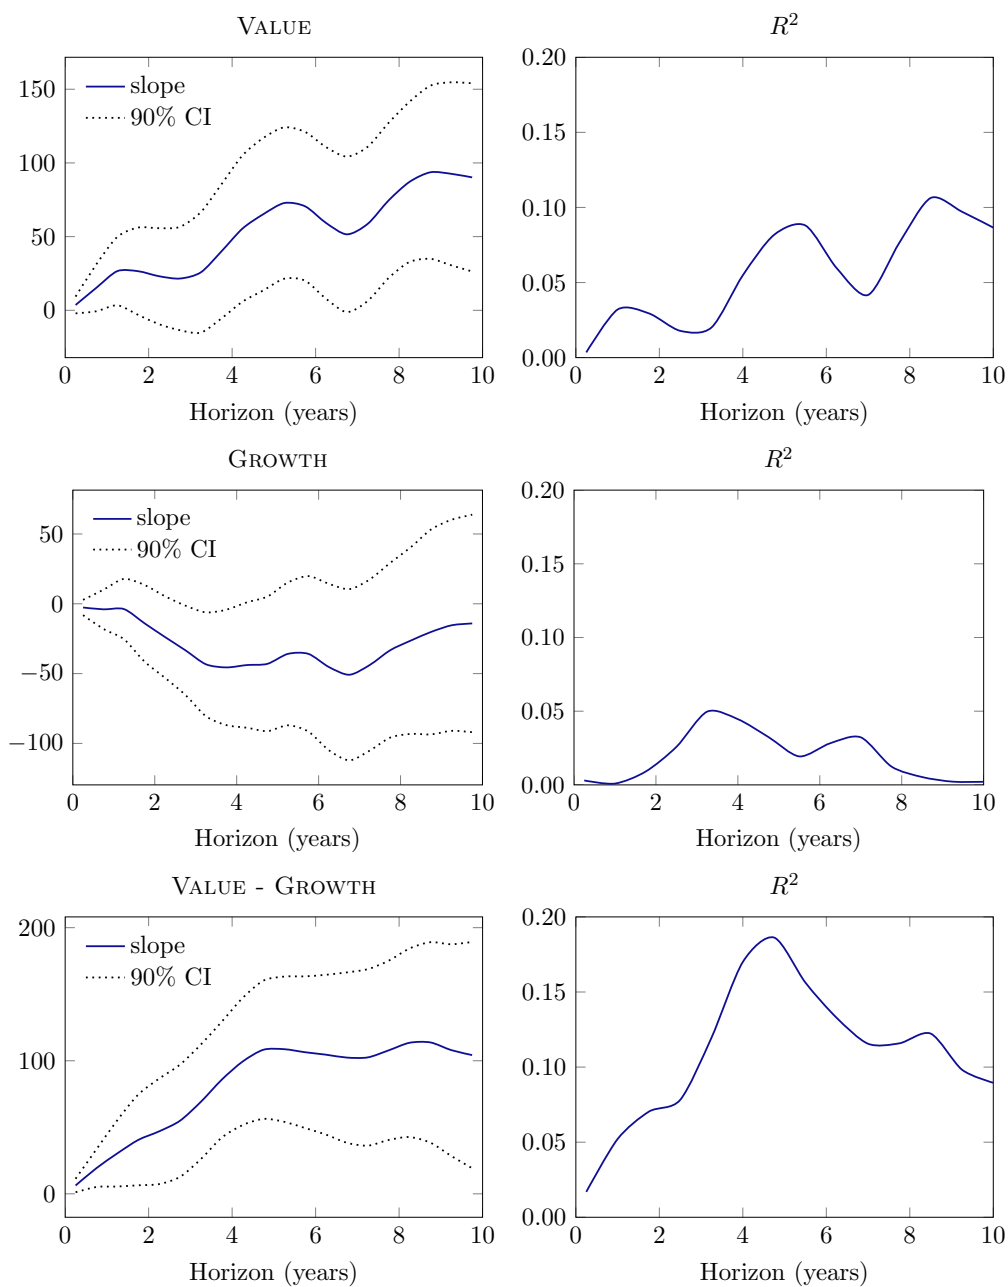 VALUE
R²
150
100
50
0
slope
90% CI
0 2 4 6 8 10
Horizon (years)
0.20
0.15
0.10
0.05
0.00
0 2 4 6 8 10
Horizon (years)
GROWTH
R²
50
0
−50
−100
slope
90% CI
0 2 4 6 8 10
Horizon (years)
0.20
0.15
0.10
0.05
0.00
0 2 4 6 8 10
Horizon (years)
VALUE - GROWTH
R²
200
100
0
slope
90% CI
0 2 4 6 8 10
Horizon (years)
0.20
0.15
0.10
0.05
0.00
0 2 4 6 8 10
Horizon (years)